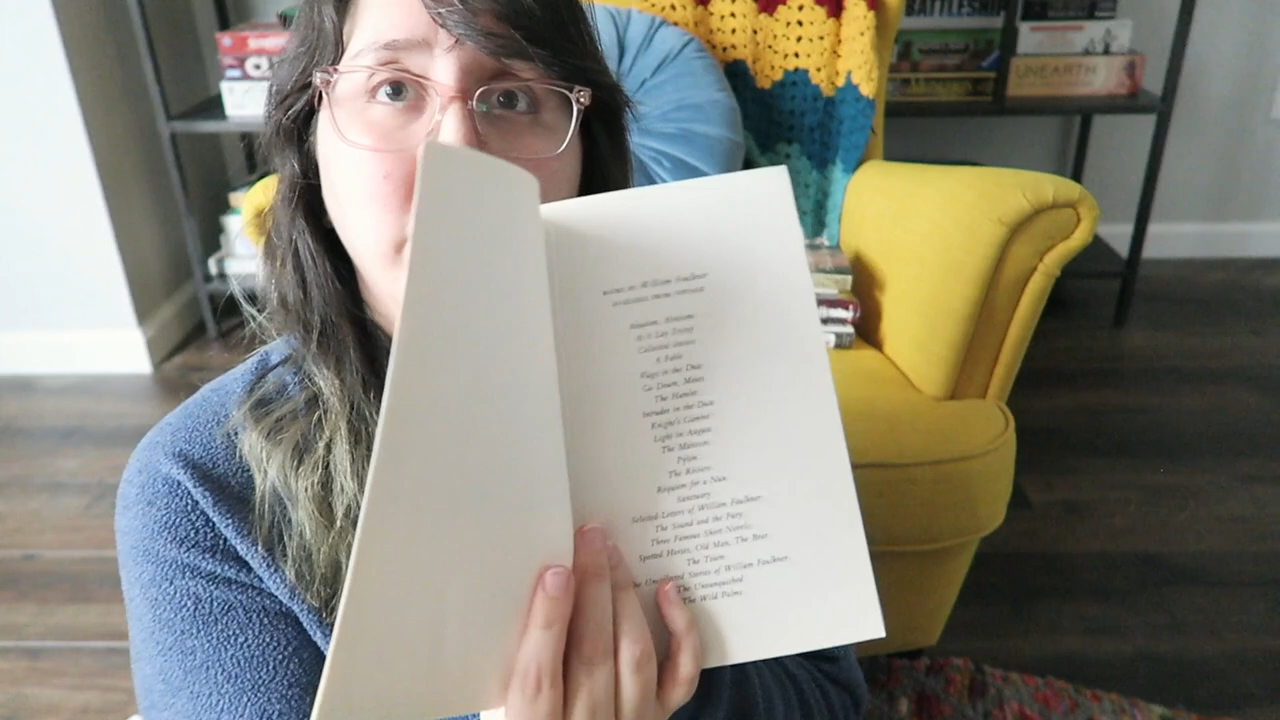 BATTLESHIP
UNEARTH
WORKS BY William Faulkner
AVAILABLE FROM VINTAGE
Absalom, Absalom!
As I Lay Dying
Collected Stories
A Fable
Flags in the Dust
Go Down, Moses
The Hamlet
Intruder in the Dust
Knight's Gambit
Light in August
The Mansion
Pylon
The Reivers
Requiem for a Nun
Sanctuary
Selected Letters of William Faulkner
The Sound and the Fury
Three Famous Short Novels:
Spotted Horses, Old Man, The Bear
The Town
The Uncollected Stories of William Faulkner
The Unvanquished
The Wild Palms